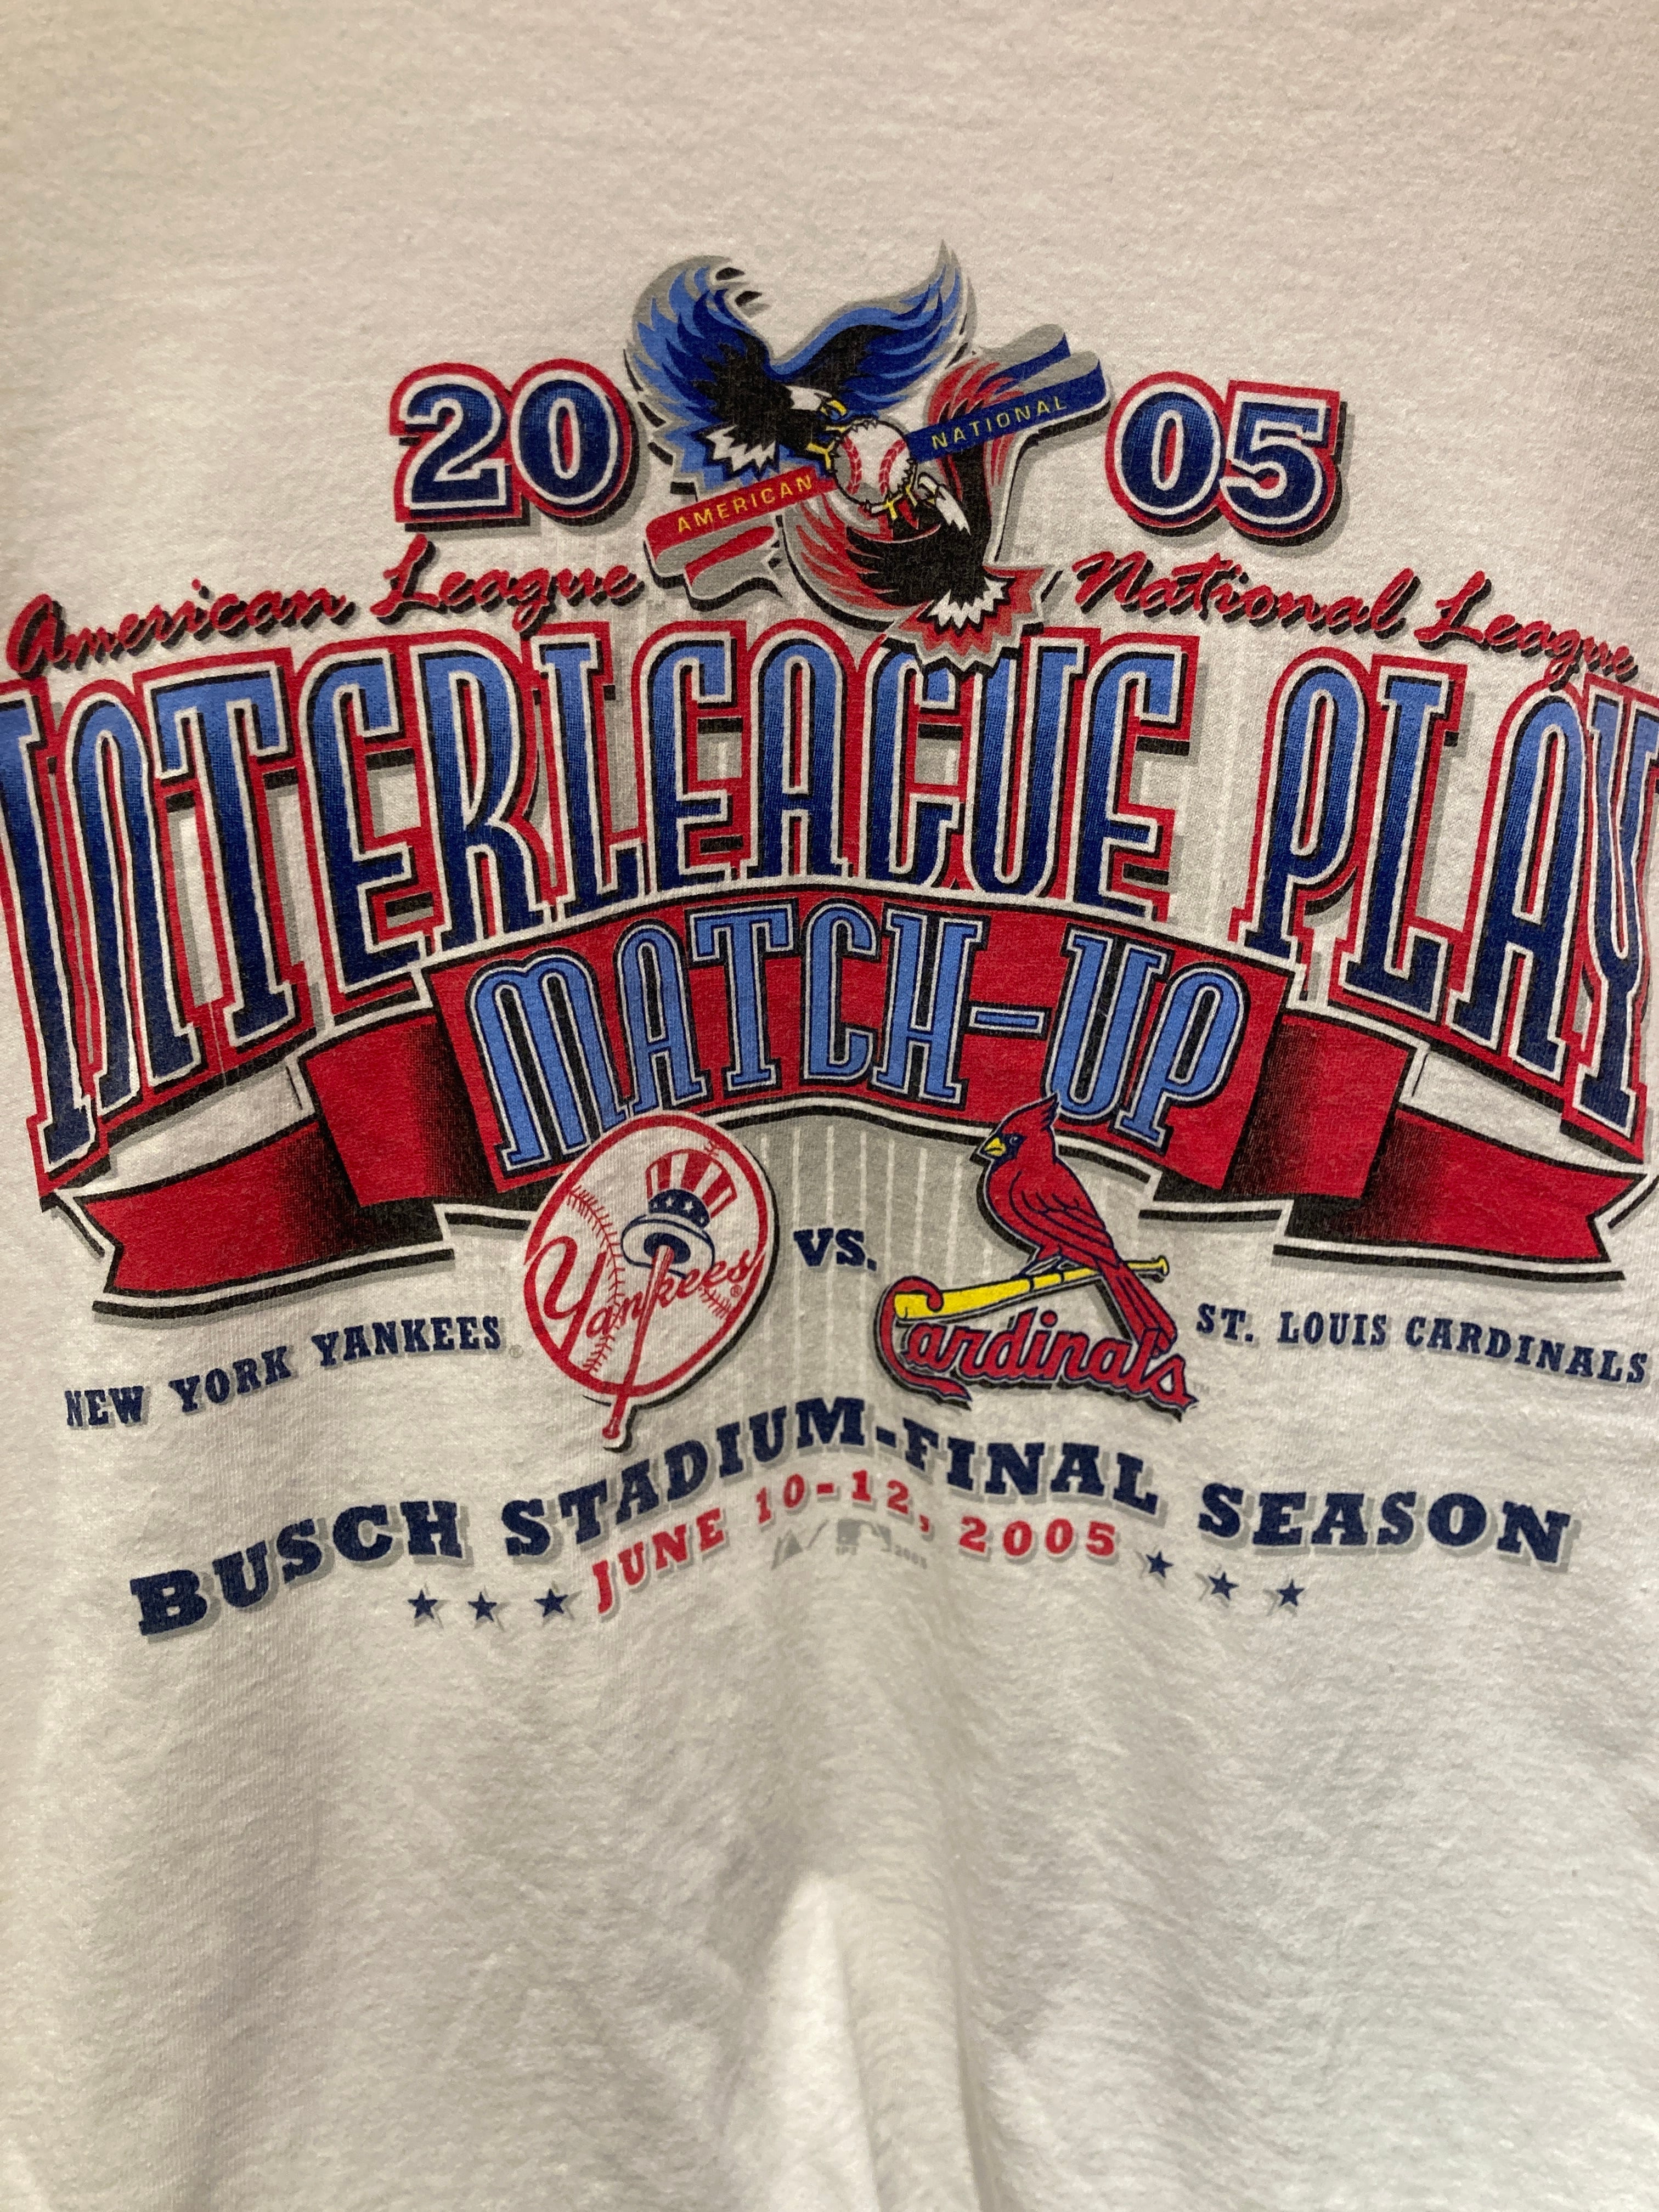 20 05
AMERICAN NATIONAL
American League National League
INTERLEAGUE PLAY
MATCH-UP
Yankees VS. Cardinals
NEW YORK YANKEES ® ST. LOUIS CARDINALS
BUSCH STADIUM-FINAL SEASON
JUNE 10-12, 2005
2005